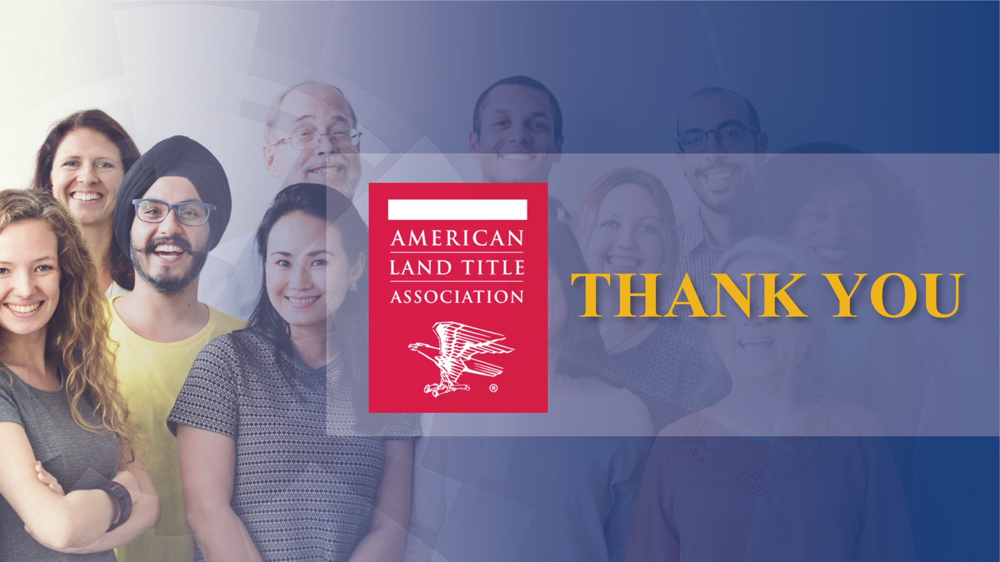 AMERICAN
LAND TITLE
ASSOCIATION
®
THANK YOU